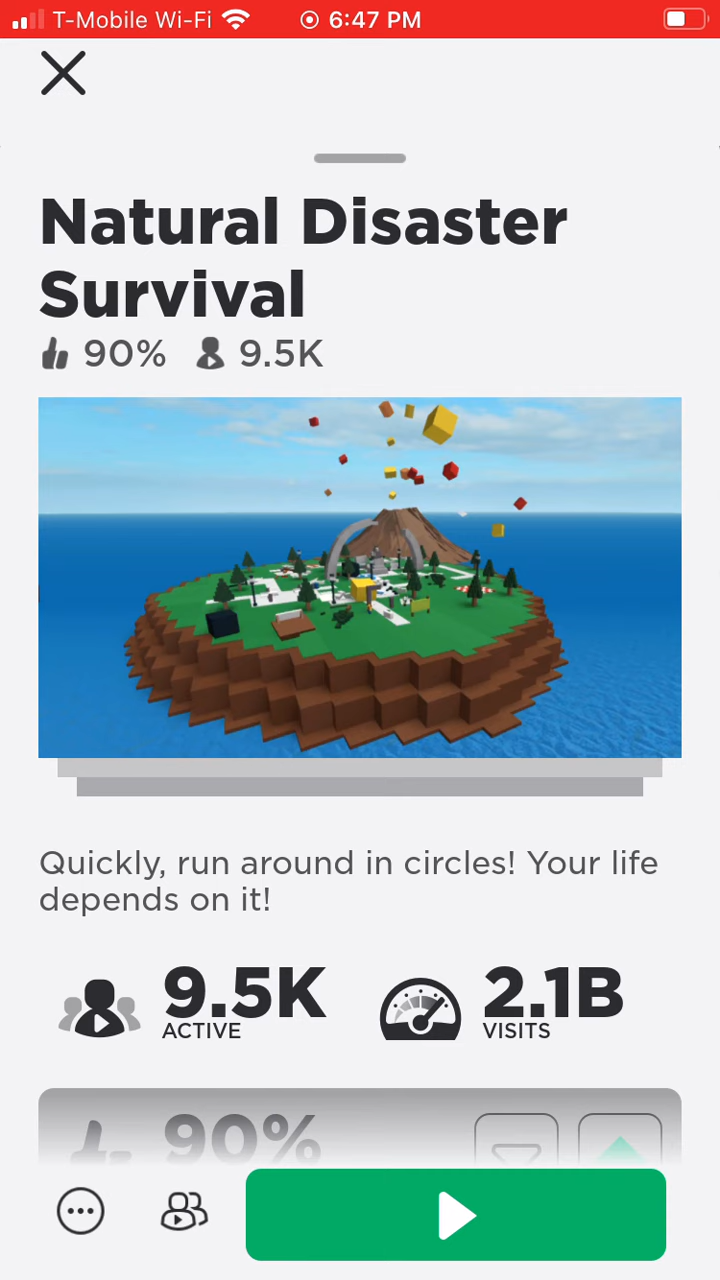 T-Mobile Wi-Fi 6:47 PM
Natural Disaster
Survival
90% 9.5K
Quickly, run around in circles! Your life
depends on it!
9.5K 2.1B
ACTIVE VISITS
90%